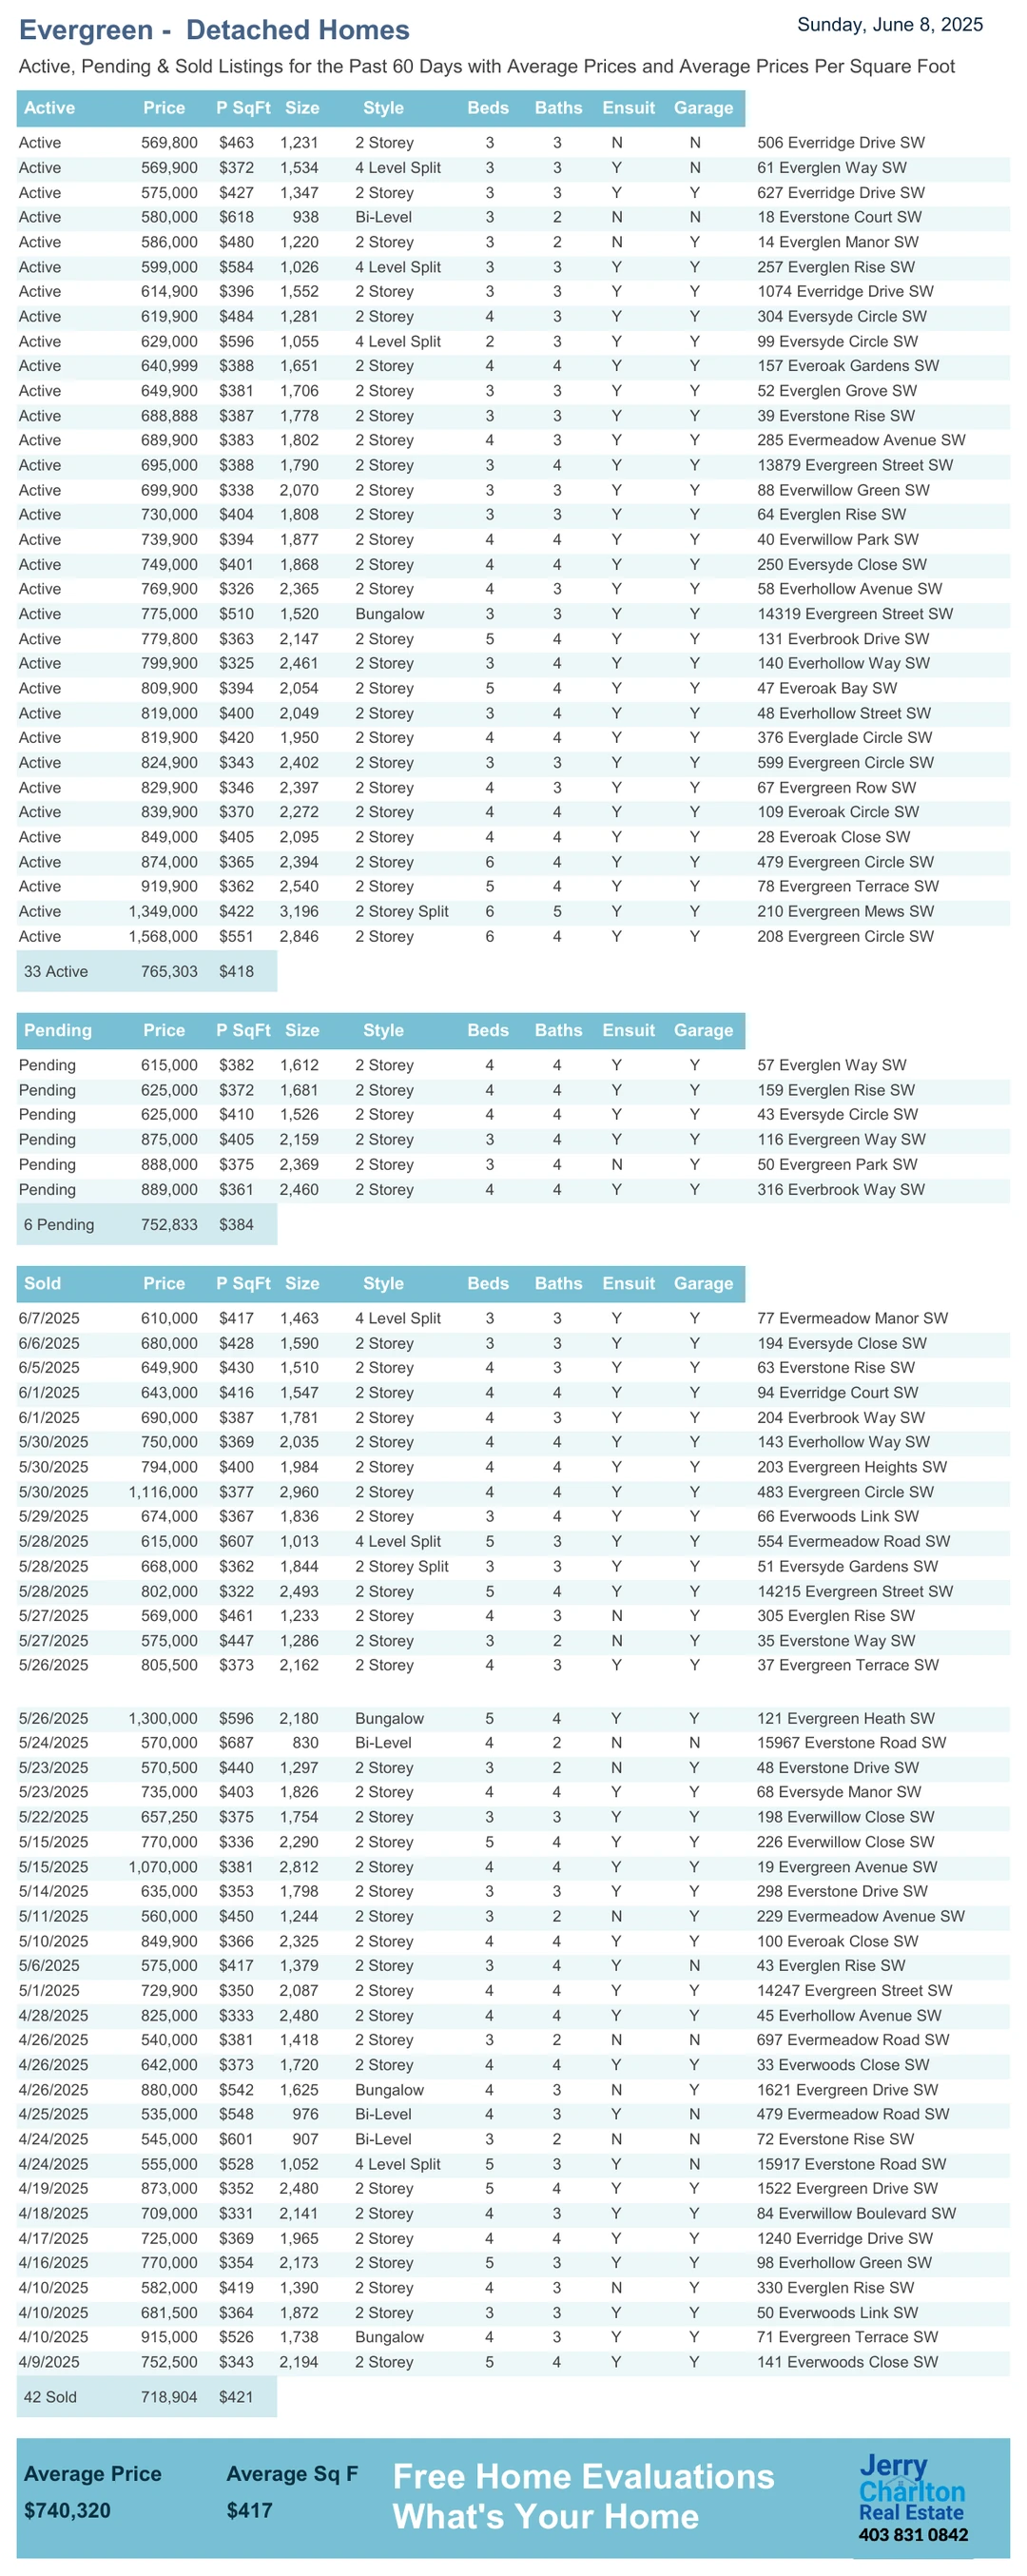 Evergreen - Detached Homes Sunday, June 8, 2025
Active, Pending & Sold Listings for the Past 60 Days with Average Prices and Average Prices Per Square Foot
Active Price P SqFt Size Style Beds Baths Ensuit Garage
Active 569,800 $463 1,231 2 Storey 3 3 N N 506 Everridge Drive SW
Active 569,900 $372 1,534 4 Level Split 3 3 Y N 61 Everglen Way SW
Active 575,000 $427 1,347 2 Storey 3 3 Y Y 627 Everridge Drive SW
Active 580,000 $618 938 Bi-Level 3 2 N N 18 Everstone Court SW
Active 586,000 $480 1,220 2 Storey 3 2 N Y 14 Everglen Manor SW
Active 599,000 $584 1,026 4 Level Split 3 3 Y Y 257 Everglen Rise SW
Active 614,900 $396 1,552 2 Storey 3 3 Y Y 1074 Everridge Drive SW
Active 619,900 $484 1,281 2 Storey 4 3 Y Y 304 Eversyde Circle SW
Active 629,000 $596 1,055 4 Level Split 2 3 Y Y 99 Eversyde Circle SW
Active 640,999 $388 1,651 2 Storey 4 4 Y Y 157 Everoak Gardens SW
Active 649,900 $381 1,706 2 Storey 3 3 Y Y 52 Everglen Grove SW
Active 688,888 $387 1,778 2 Storey 3 3 Y Y 39 Everstone Rise SW
Active 689,900 $383 1,802 2 Storey 4 3 Y Y 285 Evermeadow Avenue SW
Active 695,000 $388 1,790 2 Storey 3 4 Y Y 13879 Evergreen Street SW
Active 699,900 $338 2,070 2 Storey 3 3 Y Y 88 Everwillow Green SW
Active 730,000 $404 1,808 2 Storey 3 3 Y Y 64 Everglen Rise SW
Active 739,900 $394 1,877 2 Storey 4 4 Y Y 40 Everwillow Park SW
Active 749,000 $401 1,868 2 Storey 4 4 Y Y 250 Eversyde Close SW
Active 769,900 $326 2,365 2 Storey 4 3 Y Y 58 Everhollow Avenue SW
Active 775,000 $510 1,520 Bungalow 3 3 Y Y 14319 Evergreen Street SW
Active 779,800 $363 2,147 2 Storey 5 4 Y Y 131 Everbrook Drive SW
Active 799,900 $325 2,461 2 Storey 3 4 Y Y 140 Everhollow Way SW
Active 809,900 $394 2,054 2 Storey 5 4 Y Y 47 Everoak Bay SW
Active 819,000 $400 2,049 2 Storey 3 4 Y Y 48 Everhollow Street SW
Active 819,900 $420 1,950 2 Storey 4 4 Y Y 376 Everglade Circle SW
Active 824,900 $343 2,402 2 Storey 3 3 Y Y 599 Evergreen Circle SW
Active 829,900 $346 2,397 2 Storey 4 3 Y Y 67 Evergreen Row SW
Active 839,900 $370 2,272 2 Storey 4 4 Y Y 109 Everoak Circle SW
Active 849,000 $405 2,095 2 Storey 4 4 Y Y 28 Everoak Close SW
Active 874,000 $365 2,394 2 Storey 6 4 Y Y 479 Evergreen Circle SW
Active 919,900 $362 2,540 2 Storey 5 4 Y Y 78 Evergreen Terrace SW
Active 1,349,000 $422 3,196 2 Storey Split 6 5 Y Y 210 Evergreen Mews SW
Active 1,568,000 $551 2,846 2 Storey 6 4 Y Y 208 Evergreen Circle SW
33 Active 765,303 $418
Pending Price P SqFt Size Style Beds Baths Ensuit Garage
Pending 615,000 $382 1,612 2 Storey 4 4 Y Y 57 Everglen Way SW
Pending 625,000 $372 1,681 2 Storey 4 4 Y Y 159 Everglen Rise SW
Pending 625,000 $410 1,526 2 Storey 4 4 Y Y 43 Eversyde Circle SW
Pending 875,000 $405 2,159 2 Storey 3 4 Y Y 116 Evergreen Way SW
Pending 888,000 $375 2,369 2 Storey 3 4 N Y 50 Evergreen Park SW
Pending 889,000 $361 2,460 2 Storey 4 4 Y Y 316 Everbrook Way SW
6 Pending 752,833 $384
Sold Price P SqFt Size Style Beds Baths Ensuit Garage
6/7/2025 610,000 $417 1,463 4 Level Split 3 3 Y Y 77 Evermeadow Manor SW
6/6/2025 680,000 $428 1,590 2 Storey 3 3 Y Y 194 Eversyde Close SW
6/5/2025 649,900 $430 1,510 2 Storey 4 3 Y Y 63 Everstone Rise SW
6/1/2025 643,000 $416 1,547 2 Storey 4 4 Y Y 94 Everridge Court SW
6/1/2025 690,000 $387 1,781 2 Storey 4 3 Y Y 204 Everbrook Way SW
5/30/2025 750,000 $369 2,035 2 Storey 4 4 Y Y 143 Everhollow Way SW
5/30/2025 794,000 $400 1,984 2 Storey 4 4 Y Y 203 Evergreen Heights SW
5/30/2025 1,116,000 $377 2,960 2 Storey 4 4 Y Y 483 Evergreen Circle SW
5/29/2025 674,000 $367 1,836 2 Storey 3 4 Y Y 66 Everwoods Link SW
5/28/2025 615,000 $607 1,013 4 Level Split 5 3 Y Y 554 Evermeadow Road SW
5/28/2025 668,000 $362 1,844 2 Storey Split 3 3 Y Y 51 Eversyde Gardens SW
5/28/2025 802,000 $322 2,493 2 Storey 5 4 Y Y 14215 Evergreen Street SW
5/27/2025 569,000 $461 1,233 2 Storey 4 3 N Y 305 Everglen Rise SW
5/27/2025 575,000 $447 1,286 2 Storey 3 2 N Y 35 Everstone Way SW
5/26/2025 805,500 $373 2,162 2 Storey 4 3 Y Y 37 Evergreen Terrace SW
5/26/2025 1,300,000 $596 2,180 Bungalow 5 4 Y Y 121 Evergreen Heath SW
5/24/2025 570,000 $687 830 Bi-Level 4 2 N N 15967 Everstone Road SW
5/23/2025 570,500 $440 1,297 2 Storey 3 2 N Y 48 Everstone Drive SW
5/23/2025 735,000 $403 1,826 2 Storey 4 4 Y Y 68 Eversyde Manor SW
5/22/2025 657,250 $375 1,754 2 Storey 3 3 Y Y 198 Everwillow Close SW
5/15/2025 770,000 $336 2,290 2 Storey 5 4 Y Y 226 Everwillow Close SW
5/15/2025 1,070,000 $381 2,812 2 Storey 4 4 Y Y 19 Evergreen Avenue SW
5/14/2025 635,000 $353 1,798 2 Storey 3 3 Y Y 298 Everstone Drive SW
5/11/2025 560,000 $450 1,244 2 Storey 3 2 N Y 229 Evermeadow Avenue SW
5/10/2025 849,900 $366 2,325 2 Storey 4 4 Y Y 100 Everoak Close SW
5/6/2025 575,000 $417 1,379 2 Storey 3 4 Y N 43 Everglen Rise SW
5/1/2025 729,900 $350 2,087 2 Storey 4 4 Y Y 14247 Evergreen Street SW
4/28/2025 825,000 $333 2,480 2 Storey 4 4 Y Y 45 Everhollow Avenue SW
4/26/2025 540,000 $381 1,418 2 Storey 3 2 N N 697 Evermeadow Road SW
4/26/2025 642,000 $373 1,720 2 Storey 4 4 Y Y 33 Everwoods Close SW
4/26/2025 880,000 $542 1,625 Bungalow 4 3 N Y 1621 Evergreen Drive SW
4/25/2025 535,000 $548 976 Bi-Level 4 3 Y N 479 Evermeadow Road SW
4/24/2025 545,000 $601 907 Bi-Level 3 2 N N 72 Everstone Rise SW
4/24/2025 555,000 $528 1,052 4 Level Split 5 3 Y N 15917 Everstone Road SW
4/19/2025 873,000 $352 2,480 2 Storey 5 4 Y Y 1522 Evergreen Drive SW
4/18/2025 709,000 $331 2,141 2 Storey 4 3 Y Y 84 Everwillow Boulevard SW
4/17/2025 725,000 $369 1,965 2 Storey 4 4 Y Y 1240 Everridge Drive SW
4/16/2025 770,000 $354 2,173 2 Storey 5 3 Y Y 98 Everhollow Green SW
4/10/2025 582,000 $419 1,390 2 Storey 4 3 N Y 330 Everglen Rise SW
4/10/2025 681,500 $364 1,872 2 Storey 3 3 Y Y 50 Everwoods Link SW
4/10/2025 915,000 $526 1,738 Bungalow 4 3 Y Y 71 Evergreen Terrace SW
4/9/2025 752,500 $343 2,194 2 Storey 5 4 Y Y 141 Everwoods Close SW
42 Sold 718,904 $421
Average Price Average Sq F
$740,320 $417
Free Home Evaluations
What's Your Home
Jerry
Charlton
Real Estate
403 831 0842